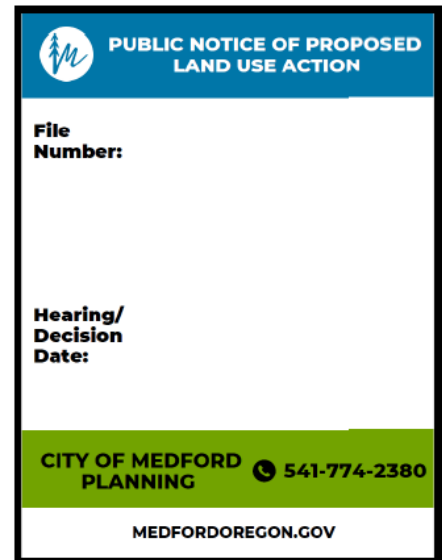 PUBLIC NOTICE OF PROPOSED
LAND USE ACTION
File
Number:
Hearing/
Decision
Date:
CITY OF MEDFORD
PLANNING
541-774-2380
MEDFORDOREGON.GOV